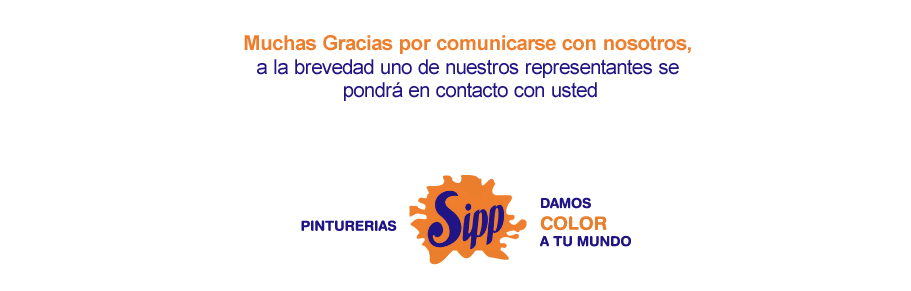 Muchas Gracias por comunicarse con nosotros,
a la brevedad uno de nuestros representantes se
pondrá en contacto con usted
PINTURERIAS
Sipp
DAMOS
COLOR
A TU MUNDO